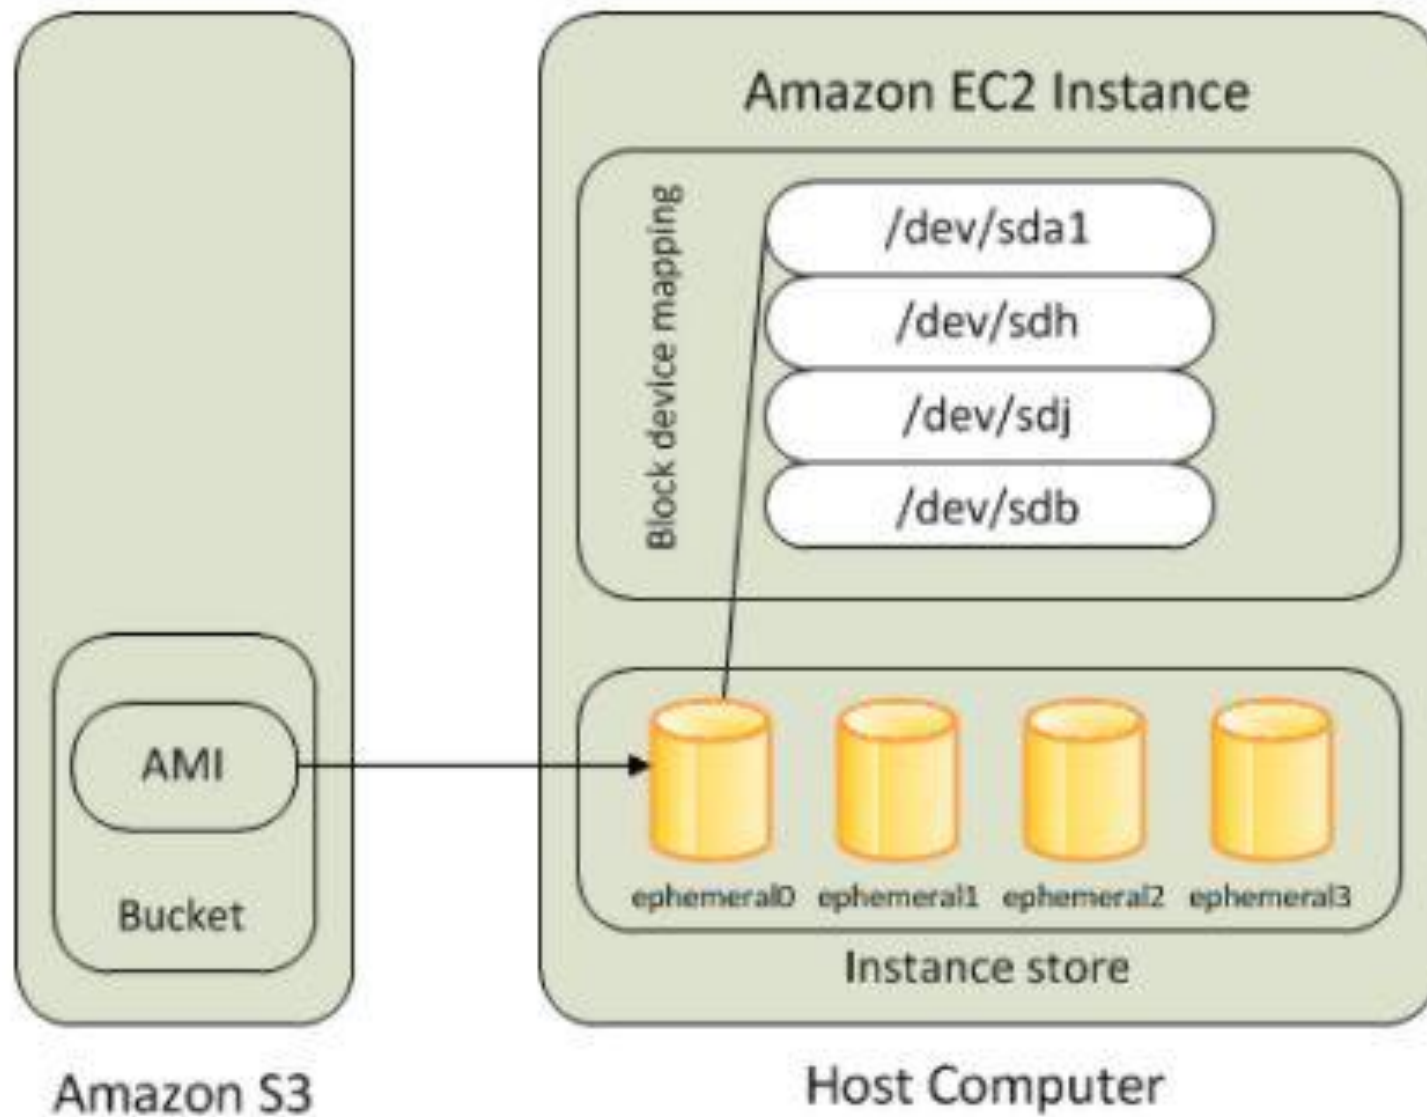 Amazon EC2 Instance
Block device mapping
/dev/sda1
/dev/sdh
/dev/sdj
/dev/sdb
AMI
Bucket
ephemeral0
ephemeral1
ephemeral2
ephemeral3
Instance store
Amazon S3
Host Computer